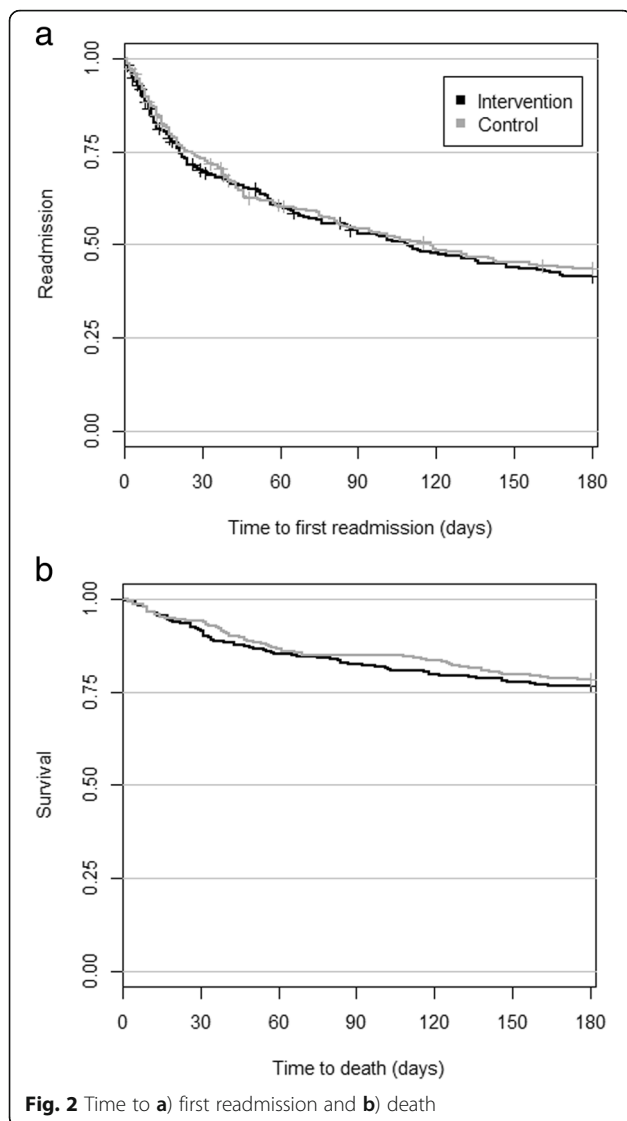 a
1.00
0.75
0.50
0.25
0.00
Readmission
Intervention
Control
0 30 60 90 120 150 180
Time to first readmission (days)
b
1.00
0.75
0.50
0.25
0.00
Survival
0 30 60 90 120 150 180
Time to death (days)
Fig. 2 Time to a) first readmission and b) death